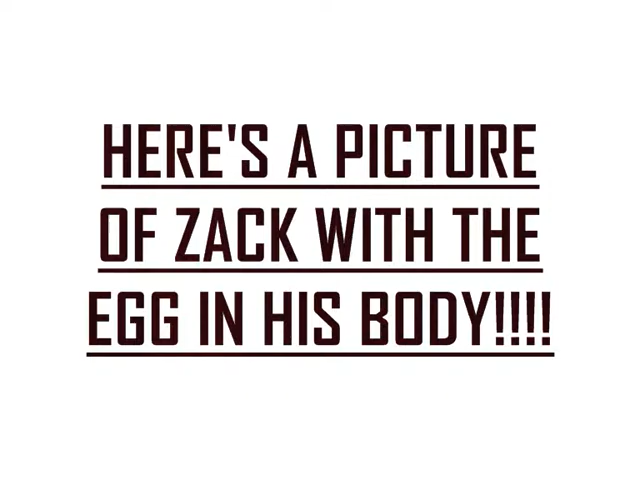 HERE'S A PICTURE
OF ZACK WITH THE
EGG IN HIS BODY!!!!